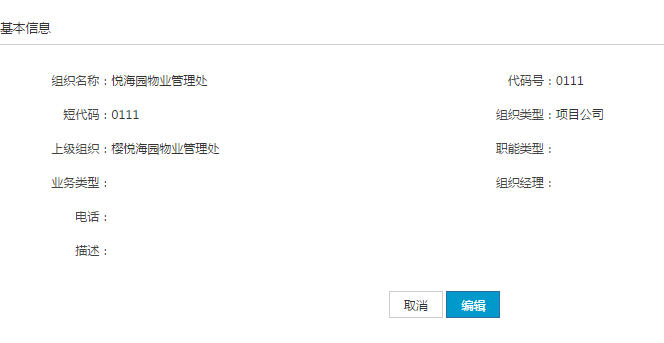 基本信息
组织名称：悦海园物业管理处 代码号：0111
短代码：0111 组织类型：项目公司
上级组织：樱悦海园物业管理处 职能类型：
业务类型： 组织经理：
电话：
描述：
取消 编辑